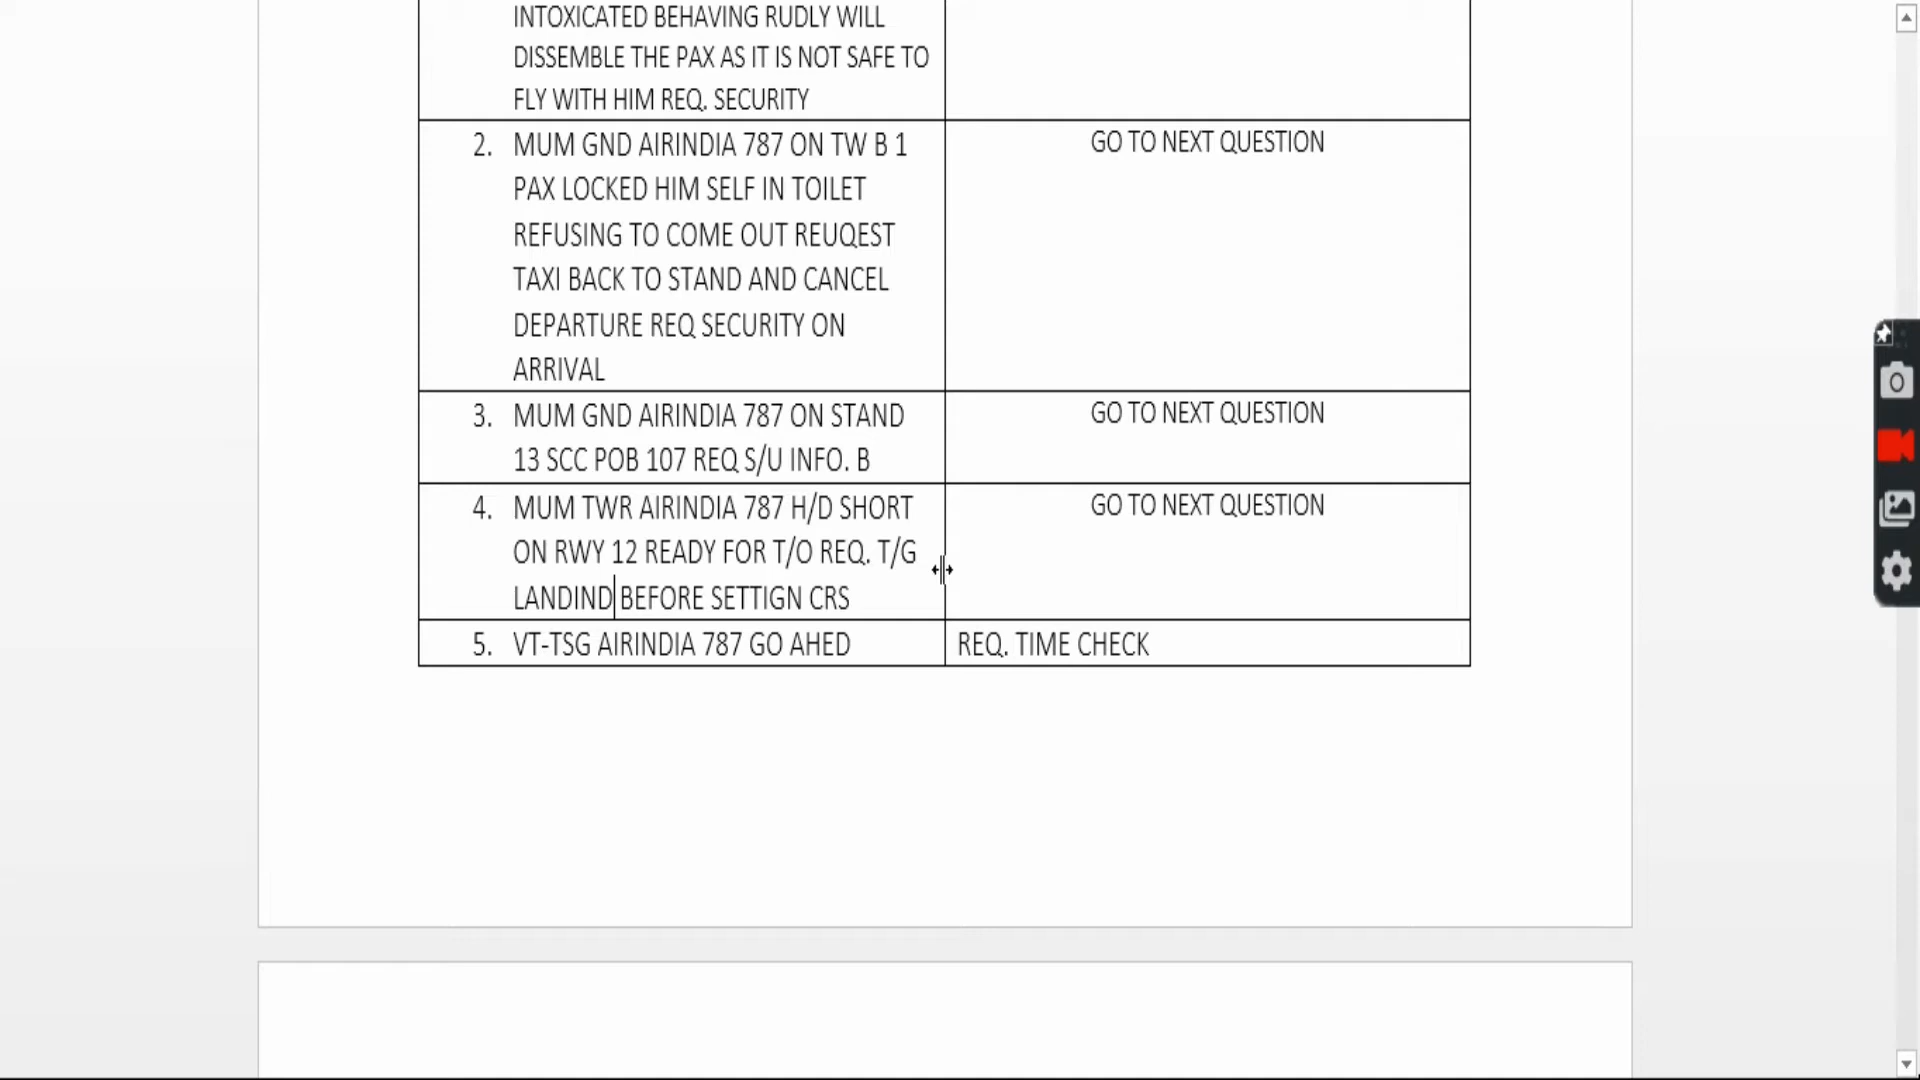 INTOXICATED BEHAVING RUDLY WILL
DISSEMBLE THE PAX AS IT IS NOT SAFE TO
FLY WITH HIM REQ. SECURITY
2. MUM GND AIRINDIA 787 ON TW B 1
PAX LOCKED HIM SELF IN TOILET
REFUSING TO COME OUT REUQEST
TAXI BACK TO STAND AND CANCEL
DEPARTURE REQ SECURITY ON
ARRIVAL
GO TO NEXT QUESTION
3. MUM GND AIRINDIA 787 ON STAND
13 SCC POB 107 REQ S/U INFO. B
GO TO NEXT QUESTION
4. MUM TWR AIRINDIA 787 H/D SHORT
ON RWY 12 READY FOR T/O REQ. T/G
LANDIND BEFORE SETTIGN CRS
GO TO NEXT QUESTION
5. VT-TSG AIRINDIA 787 GO AHED
REQ. TIME CHECK